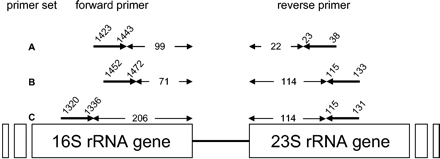 primer set forward primer reverse primer
1423 1443 23 38
A 99 22
1452 1472 115 133
B 71 114
1320 1336 115 131
C 206 114
16S rRNA gene 23S rRNA gene